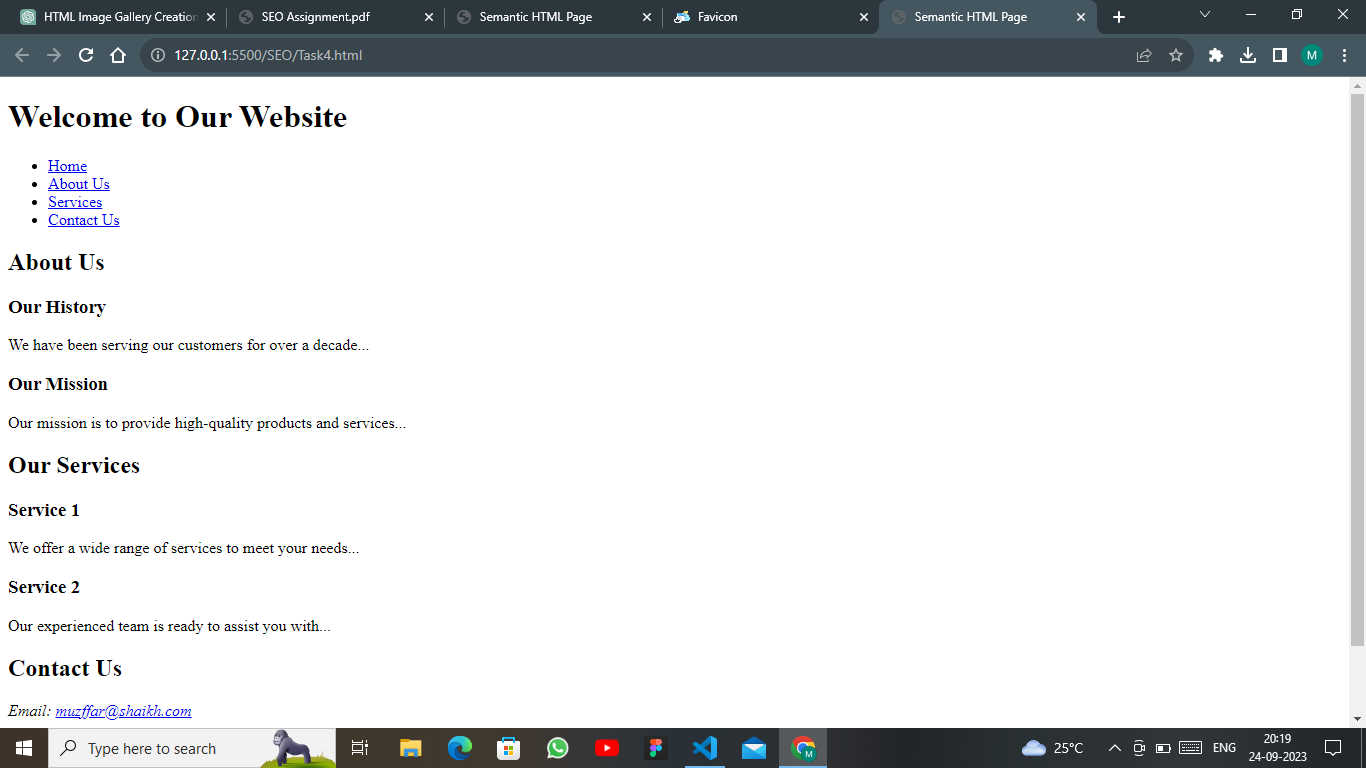 HTML Image Gallery Creation
SEO Assignment.pdf
Semantic HTML Page
Favicon
Semantic HTML Page
127.0.0.1:5500/SEO/Task4.html
M
Welcome to Our Website
Home
About Us
Services
Contact Us
About Us
Our History
We have been serving our customers for over a decade...
Our Mission
Our mission is to provide high-quality products and services...
Our Services
Service 1
We offer a wide range of services to meet your needs...
Service 2
Our experienced team is ready to assist you with...
Contact Us
Email: muzffar@shaikh.com
Type here to search
M
25°C
ENG
20:19
24-09-2023